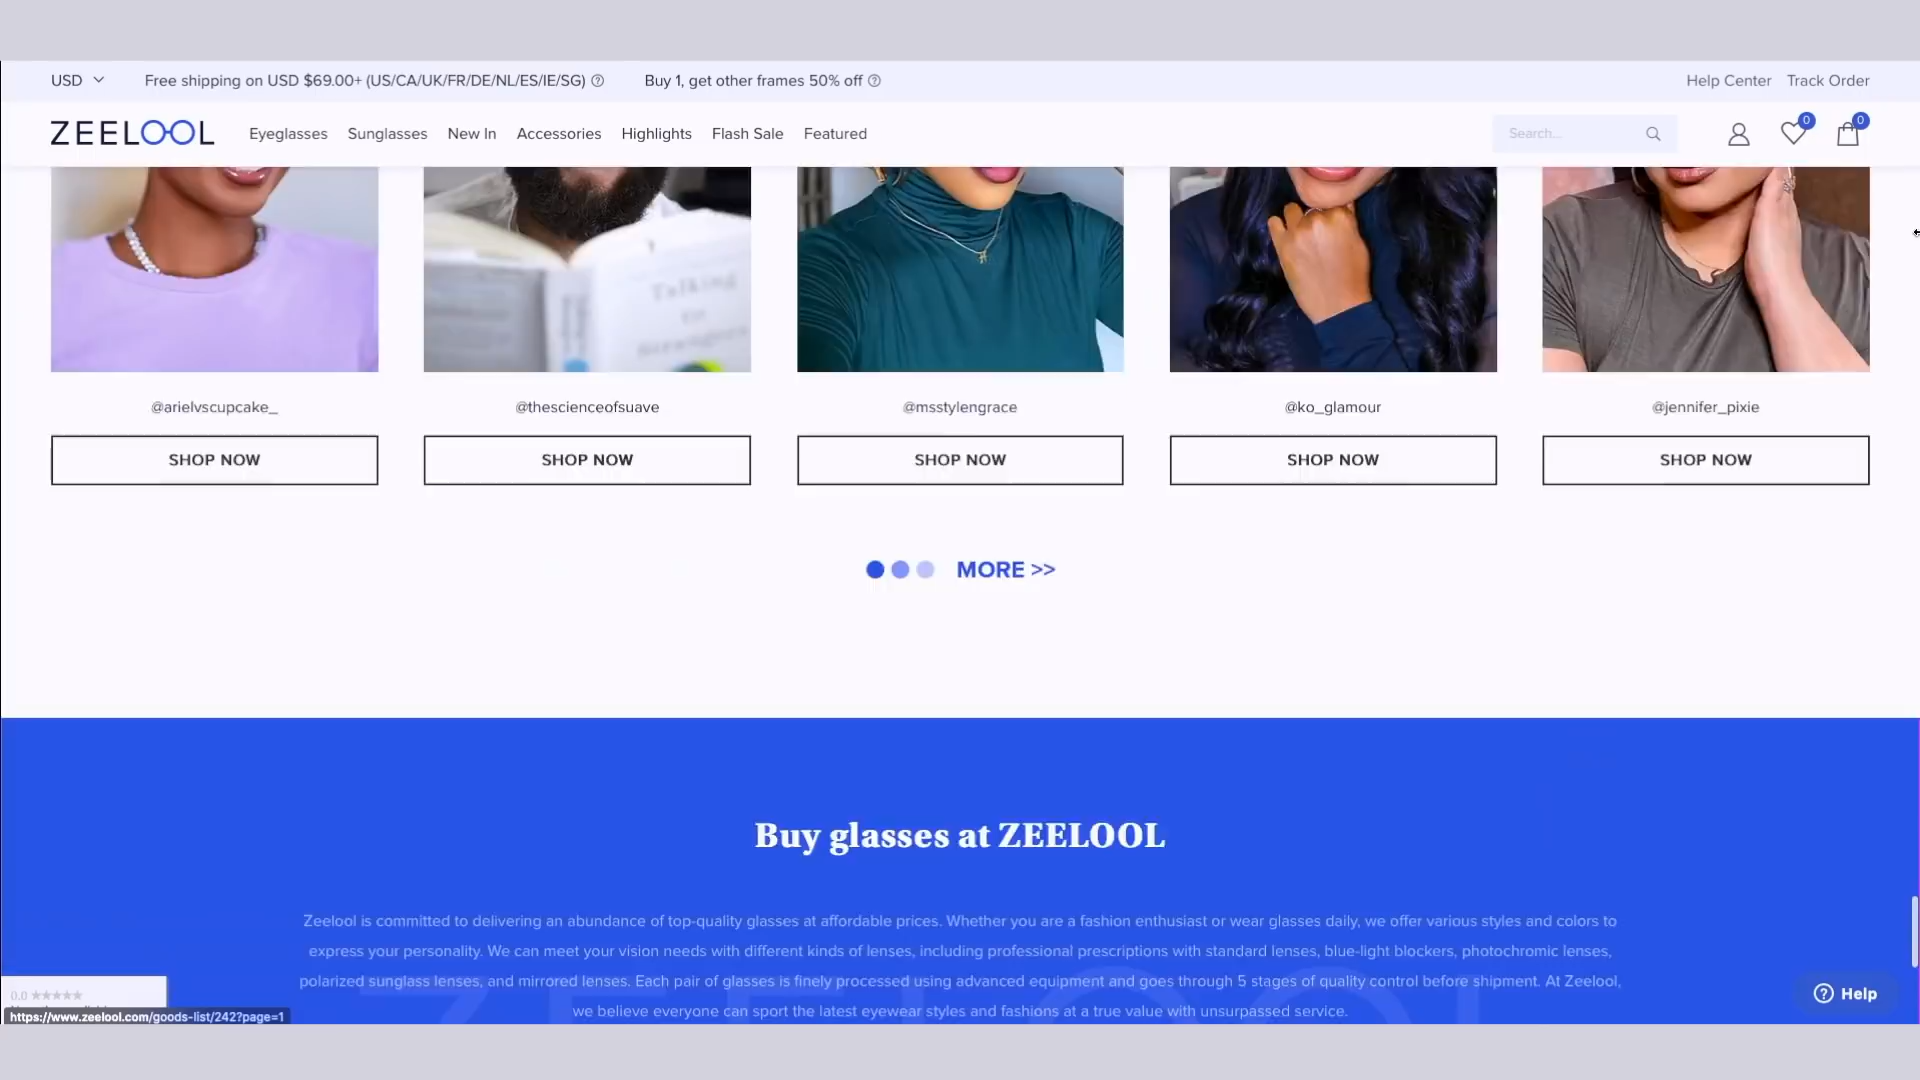 USD
Free shipping on USD $69.00+ (US/CA/UK/FR/DE/NL/ES/IE/SG)
Buy 1, get other frames 50% off
Help Center
Track Order
ZEELOOL
Eyeglasses
Sunglasses
New In
Accessories
Highlights
Flash Sale
Featured
Search...
0
0
Talking
to
Strangers
@arielvscupcake_
@thescienceofsuave
@msstylengrace
@ko_glamour
@jennifer_pixie
SHOP NOW
SHOP NOW
SHOP NOW
SHOP NOW
SHOP NOW
MORE >>
Buy glasses at ZEELOOL
Zeelool is committed to delivering an abundance of top-quality glasses at affordable prices. Whether you are a fashion enthusiast or wear glasses daily, we offer various styles and colors to
express your personality. We can meet your vision needs with different kinds of lenses, including professional prescriptions with standard lenses, blue-light blockers, photochromic lenses,
polarized sunglass lenses, and mirrored lenses. Each pair of glasses is finely processed using advanced equipment and goes through 5 stages of quality control before shipment. At Zeelool,
we believe everyone can sport the latest eyewear styles and fashions at a true value with unsurpassed service.
0.0 ★★★★★
https://www.zeelool.com/goods-list/242?page=1
Help